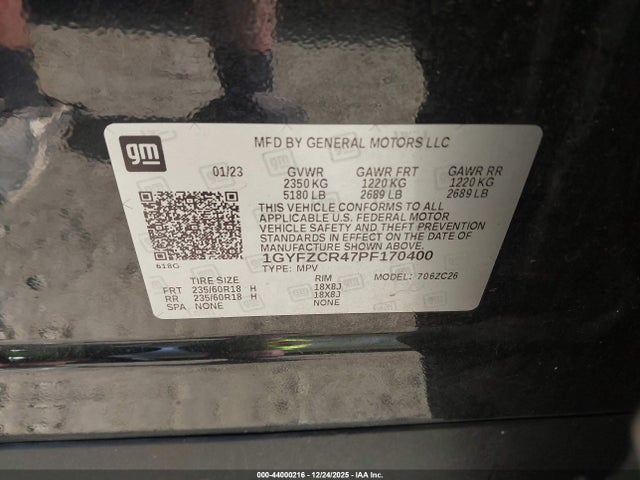 gm
MFD BY GENERAL MOTORS LLC
01/23 GVWR GAWR FRT GAWR RR
2350 KG 1220 KG 1220 KG
5180 LB 2689 LB 2689 LB
THIS VEHICLE CONFORMS TO ALL
APPLICABLE U.S. FEDERAL MOTOR
VEHICLE SAFETY AND THEFT PREVENTION
STANDARDS IN EFFECT ON THE DATE OF
MANUFACTURE SHOWN ABOVE.
618G
1GYFZCR47PF170400
TYPE: MPV MODEL: 706ZC26
TIRE SIZE RIM
FRT 235/60R18 H 18X8J
RR 235/60R18 H 18X8J
SPA NONE NONE
000-44000216 - 12/24/2025 - IAA Inc.